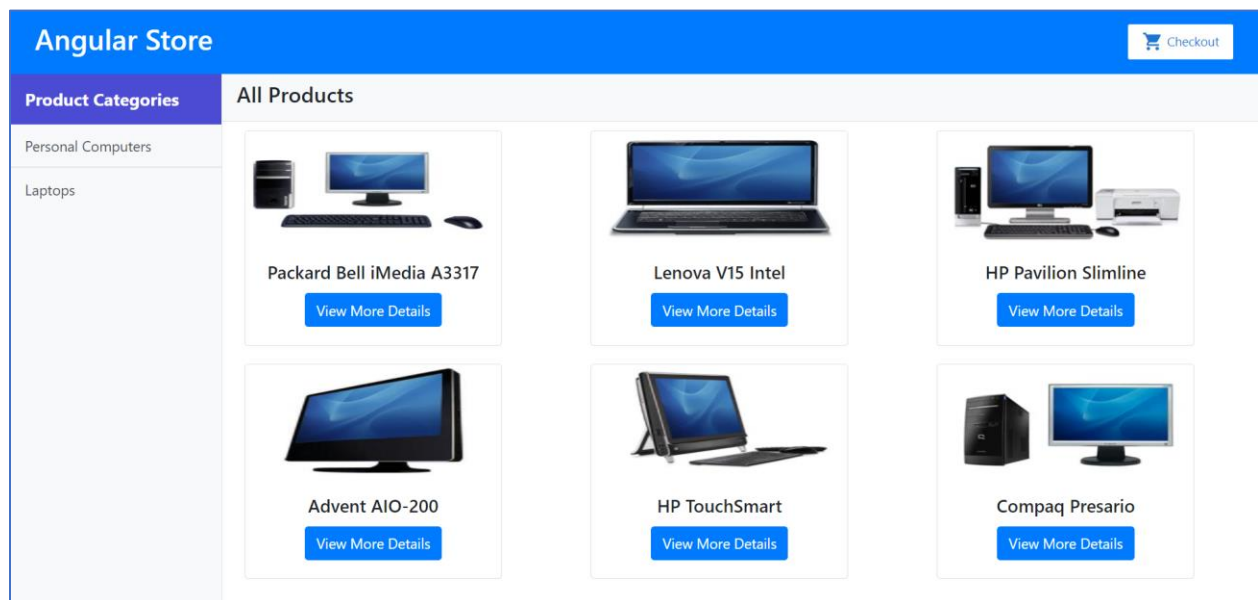 Angular Store
Checkout
Product Categories
All Products
Personal Computers
Laptops
Packard Bell iMedia A3317
Lenova V15 Intel
HP Pavilion Slimline
View More Details
View More Details
View More Details
Advent AIO-200
HP TouchSmart
Compaq Presario
View More Details
View More Details
View More Details